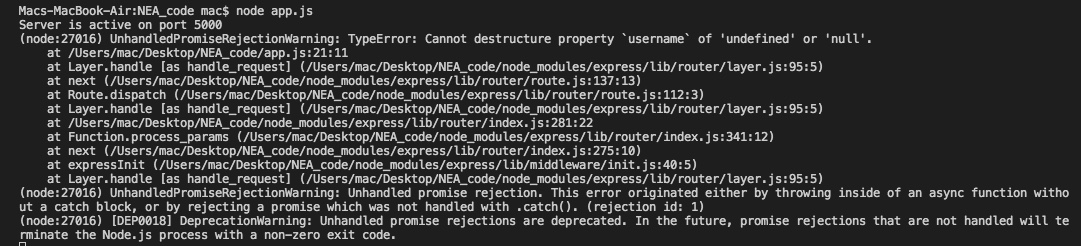 Macs-MacBook-Air:NEA_code mac$ node app.js
Server is active on port 5000
(node:27016) UnhandledPromiseRejectionWarning: TypeError: Cannot destructure property `username` of 'undefined' or 'null'.
    at /Users/mac/Desktop/NEA_code/app.js:21:11
    at Layer.handle [as handle_request] (/Users/mac/Desktop/NEA_code/node_modules/express/lib/router/layer.js:95:5)
    at next (/Users/mac/Desktop/NEA_code/node_modules/express/lib/router/route.js:137:13)
    at Route.dispatch (/Users/mac/Desktop/NEA_code/node_modules/express/lib/router/route.js:112:3)
    at Layer.handle [as handle_request] (/Users/mac/Desktop/NEA_code/node_modules/express/lib/router/layer.js:95:5)
    at /Users/mac/Desktop/NEA_code/node_modules/express/lib/router/index.js:281:22
    at Function.process_params (/Users/mac/Desktop/NEA_code/node_modules/express/lib/router/index.js:341:12)
    at next (/Users/mac/Desktop/NEA_code/node_modules/express/lib/router/index.js:275:10)
    at expressInit (/Users/mac/Desktop/NEA_code/node_modules/express/lib/middleware/init.js:40:5)
    at Layer.handle [as handle_request] (/Users/mac/Desktop/NEA_code/node_modules/express/lib/router/layer.js:95:5)
(node:27016) UnhandledPromiseRejectionWarning: Unhandled promise rejection. This error originated either by throwing inside of an async function witho
ut a catch block, or by rejecting a promise which was not handled with .catch(). (rejection id: 1)
(node:27016) [DEP0018] DeprecationWarning: Unhandled promise rejections are deprecated. In the future, promise rejections that are not handled will te
rminate the Node.js process with a non-zero exit code.